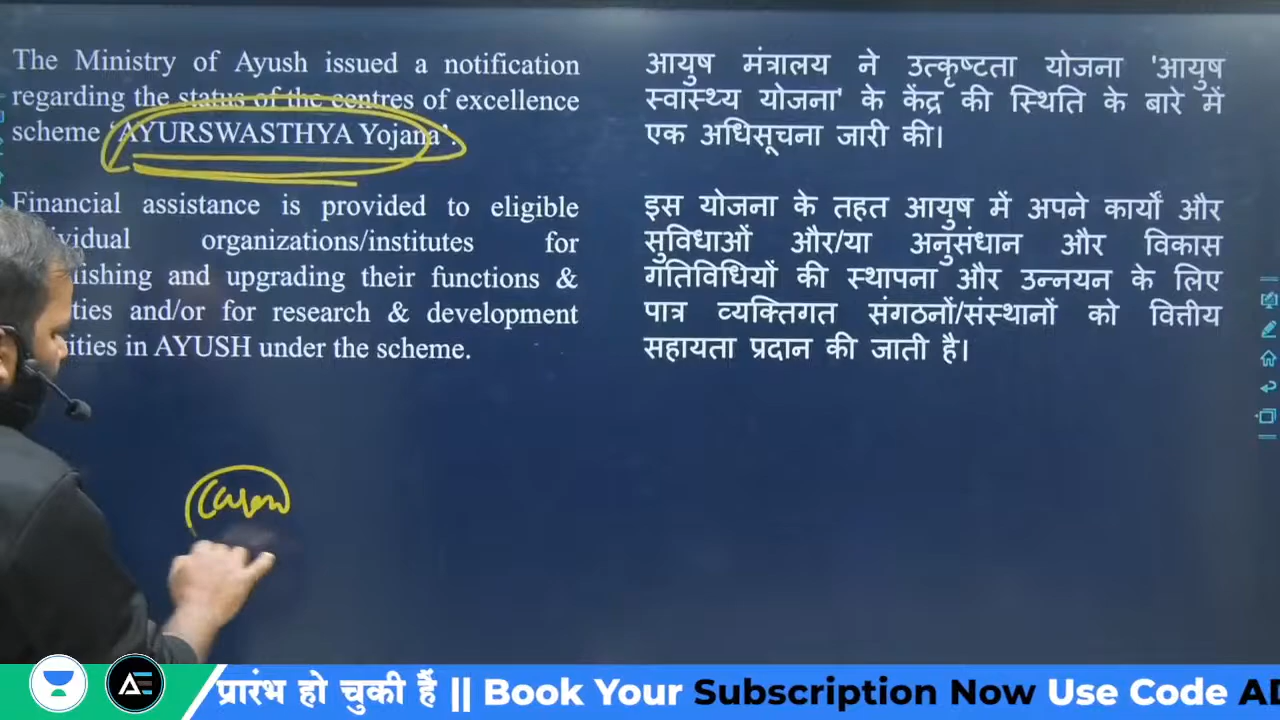 The Ministry of Ayush issued a notification
regarding the status of the centres of excellence
scheme 'AYURSWASTHYA Yojana'.
Financial assistance is provided to eligible
organizations/institutes for
and upgrading their functions &
and/or for research & development
in AYUSH under the scheme.
आयुष मंत्रालय ने उत्कृष्टता योजना 'आयुष
स्वास्थ्य योजना' के केंद्र की स्थिति के बारे में
एक अधिसूचना जारी की।
इस योजना के तहत आयुष में अपने कार्यों और
सुविधाओं और/या अनुसंधान और विकास
गतिविधियों की स्थापना और उन्नयन के लिए
पात्र व्यक्तिगत संगठनों/संस्थानों को वित्तीय
सहायता प्रदान की जाती है।
प्रारंभ हो चुकी हैं || Book Your Subscription Now Use Code